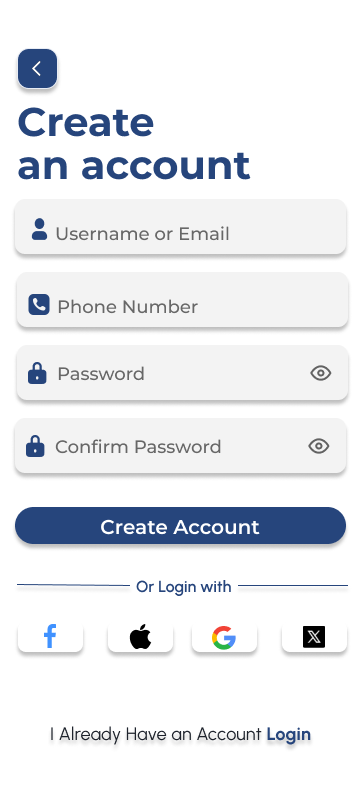 Create
an account
Username or Email
Phone Number
Password
Confirm Password
Create Account
Or Login with
I Already Have an Account Login